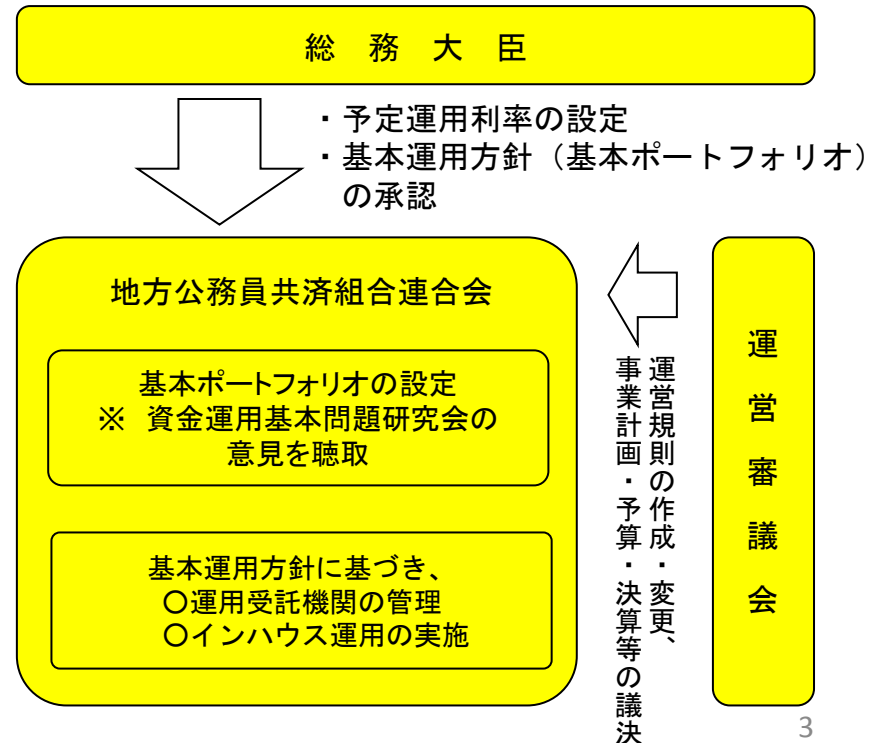 総　務　大　臣
・予定運用利率の設定
・基本運用方針（基本ポートフォリオ）
の承認
地方公務員共済組合連合会
基本ポートフォリオの設定
※　資金運用基本問題研究会の
意見を聴取
基本運用方針に基づき、
〇運用受託機関の管理
〇インハウス運用の実施
運営規則の作成・変更、
事業計画・予算・決算等の議決
運営審議会
3